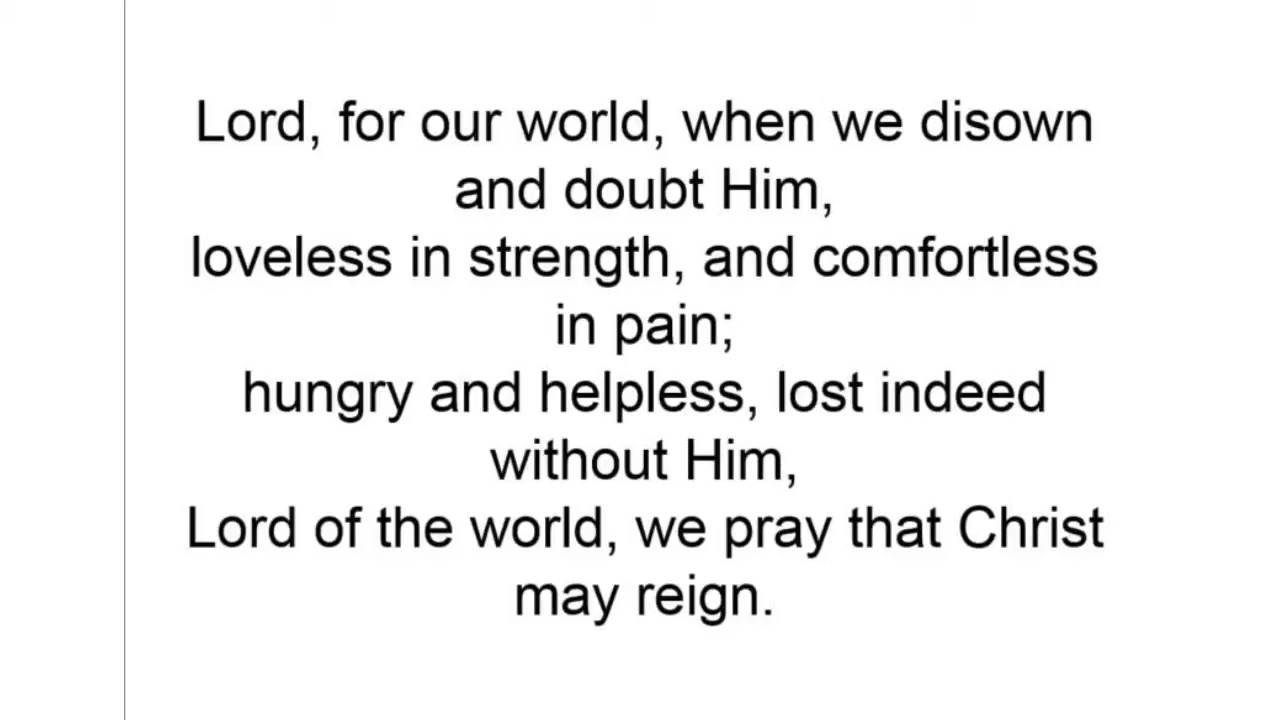 Lord, for our world, when we disown
and doubt Him,
loveless in strength, and comfortless
in pain;
hungry and helpless, lost indeed
without Him,
Lord of the world, we pray that Christ
may reign.